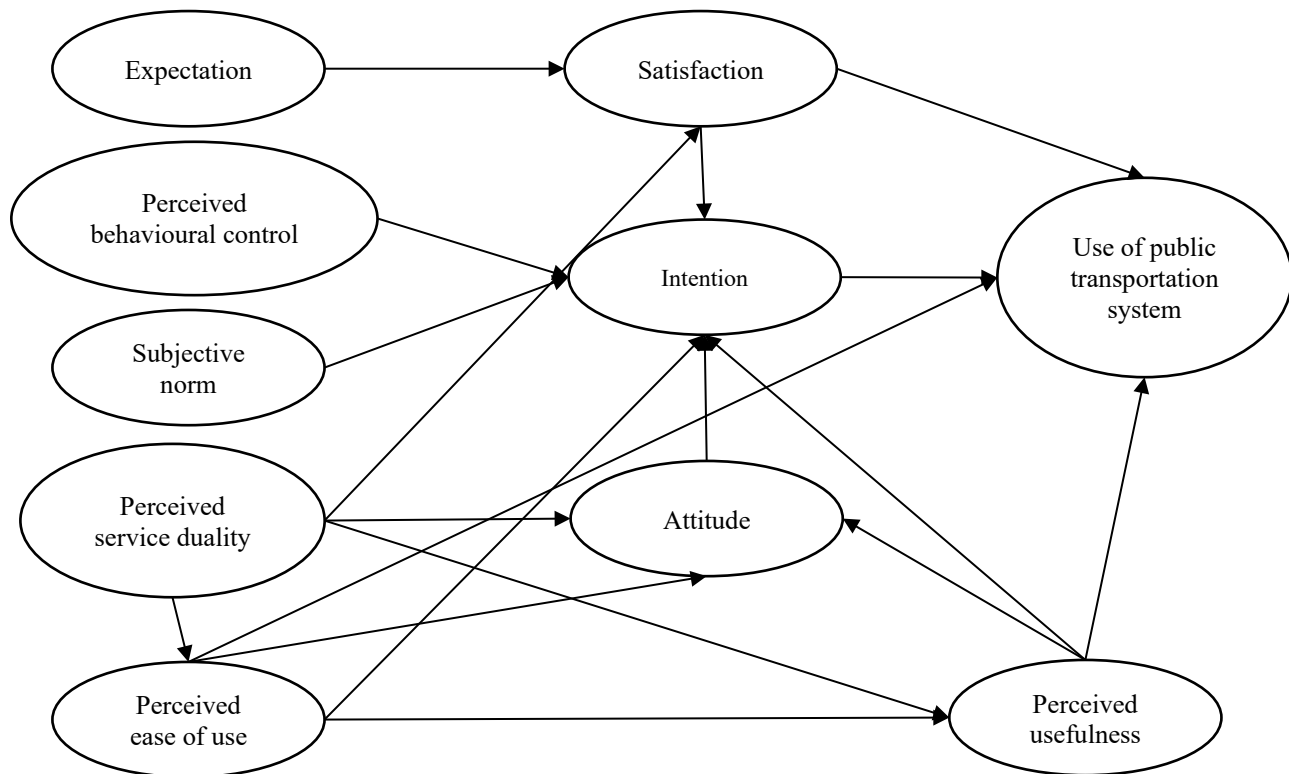 Expectation
Satisfaction
Perceived
behavioural control
Intention
Use of public
transportation
system
Subjective
norm
Perceived
service duality
Attitude
Perceived
ease of use
Perceived
usefulness